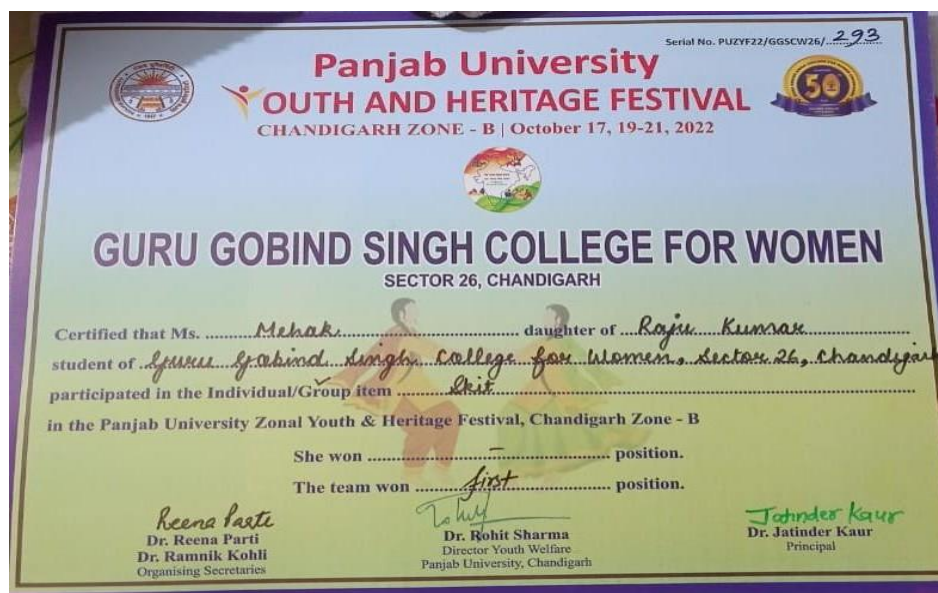 Serial No. PUZYF22/GGSCW26/ 293
Panjab University
YOUTH AND HERITAGE FESTIVAL
CHANDIGARH ZONE - B | October 17, 19-21, 2022
50
GURU GOBIND SINGH COLLEGE FOR WOMEN
SECTOR 26, CHANDIGARH
Certified that Ms. Mehak daughter of Raju Kumar
student of Guru Gobind Singh College for Women, Sector 26, Chandigarh
participated in the Individual/Group item Skit
in the Panjab University Zonal Youth & Heritage Festival, Chandigarh Zone - B
She won – position.
The team won first position.
Reena Parti
Dr. Reena Parti
Dr. Ramnik Kohli
Organising Secretaries
Dr. Rohit Sharma
Director Youth Welfare
Panjab University, Chandigarh
Jatinder Kaur
Dr. Jatinder Kaur
Principal